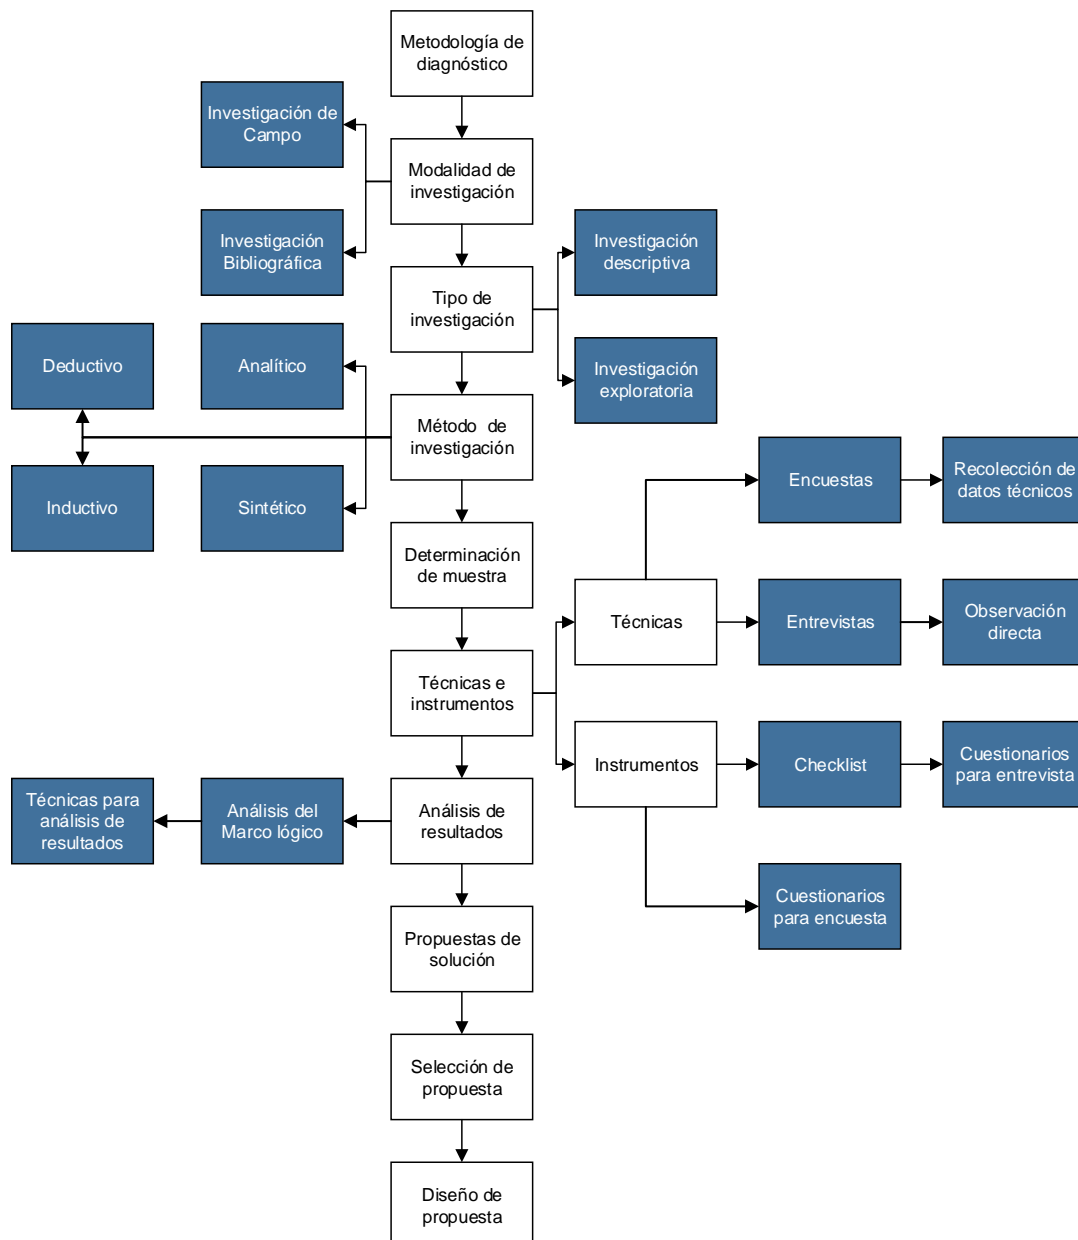 Metodología de
diagnóstico
Investigación de
Campo
Modalidad de
investigación
Investigación
Bibliográfica
Investigación
descriptiva
Tipo de
investigación
Deductivo
Analítico
Investigación
exploratoria
Método de
investigación
Encuestas
Recolección de
datos técnicos
Inductivo
Sintético
Determinación
de muestra
Técnicas
Entrevistas
Observación
directa
Técnicas e
instrumentos
Instrumentos
Checklist
Cuestionarios
para entrevista
Técnicas para
análisis de
resultados
Análisis del
Marco lógico
Análisis de
resultados
Cuestionarios
para encuesta
Propuestas de
solución
Selección de
propuesta
Diseño de
propuesta